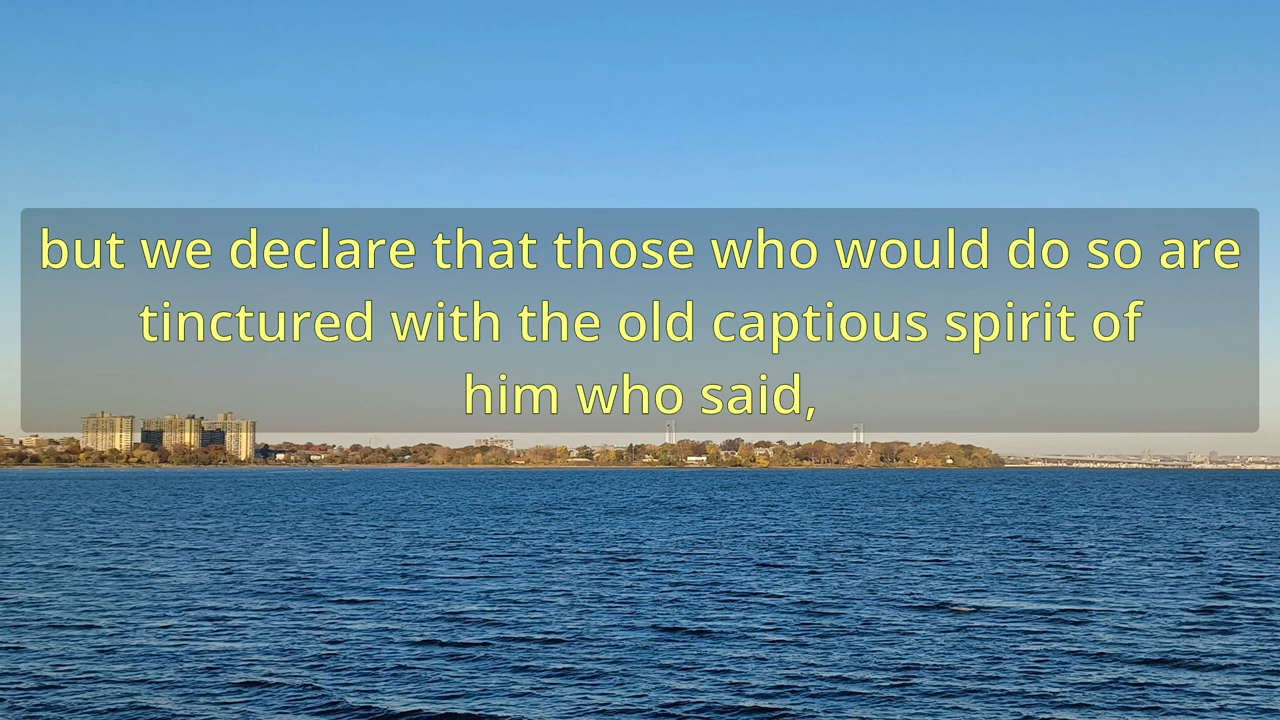 but we declare that those who would do so are
tinctured with the old captious spirit of
him who said,